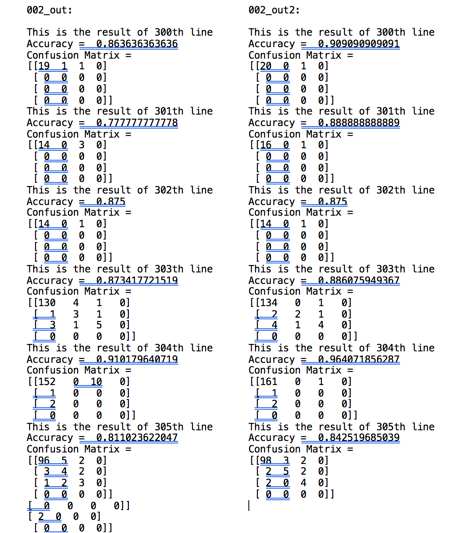 002_out:
This is the result of 300th line
Accuracy =  0.863636363636
Confusion Matrix =
[[19  1  1  0]
 [ 0  0  0  0]
 [ 0  0  0  0]
 [ 0  0  0  0]]
This is the result of 301th line
Accuracy =  0.777777777778
Confusion Matrix =
[[14  0  3  0]
 [ 0  0  0  0]
 [ 0  0  0  0]
 [ 0  0  0  0]]
This is the result of 302th line
Accuracy =  0.875
Confusion Matrix =
[[14  0  1  0]
 [ 0  0  0  0]
 [ 0  0  0  0]
 [ 0  0  0  0]]
This is the result of 303th line
Accuracy =  0.873417721519
Confusion Matrix =
[[130   4   1   0]
 [  1   3   1   0]
 [  3   1   5   0]
 [  0   0   0   0]]
This is the result of 304th line
Accuracy =  0.910179640719
Confusion Matrix =
[[152   0  10   0]
 [  1   0   0   0]
 [  2   0   0   0]
 [  0   0   0   0]]
This is the result of 305th line
Accuracy =  0.811023622047
Confusion Matrix =
[[96  5  2  0]
 [ 3  4  2  0]
 [ 1  2  3  0]
 [ 0  0  0  0]]
[  0   0   0   0]]
[ 2  0  0  0]
 [ 0  0  0  0]]
002_out2:
This is the result of 300th line
Accuracy =  0.909090909091
Confusion Matrix =
[[20  0  1  0]
 [ 0  0  0  0]
 [ 0  0  0  0]
 [ 0  0  0  0]]
This is the result of 301th line
Accuracy =  0.888888888889
Confusion Matrix =
[[16  0  1  0]
 [ 0  0  0  0]
 [ 0  0  0  0]
 [ 0  0  0  0]]
This is the result of 302th line
Accuracy =  0.875
Confusion Matrix =
[[14  0  1  0]
 [ 0  0  0  0]
 [ 0  0  0  0]
 [ 0  0  0  0]]
This is the result of 303th line
Accuracy =  0.886075949367
Confusion Matrix =
[[134   0   1   0]
 [  2   2   1   0]
 [  4   1   4   0]
 [  0   0   0   0]]
This is the result of 304th line
Accuracy =  0.964071856287
Confusion Matrix =
[[161   0   1   0]
 [  1   0   0   0]
 [  2   0   0   0]
 [  0   0   0   0]]
This is the result of 305th line
Accuracy =  0.842519685039
Confusion Matrix =
[[98  3  2  0]
 [ 2  5  2  0]
 [ 2  0  4  0]
 [ 0  0  0  0]]